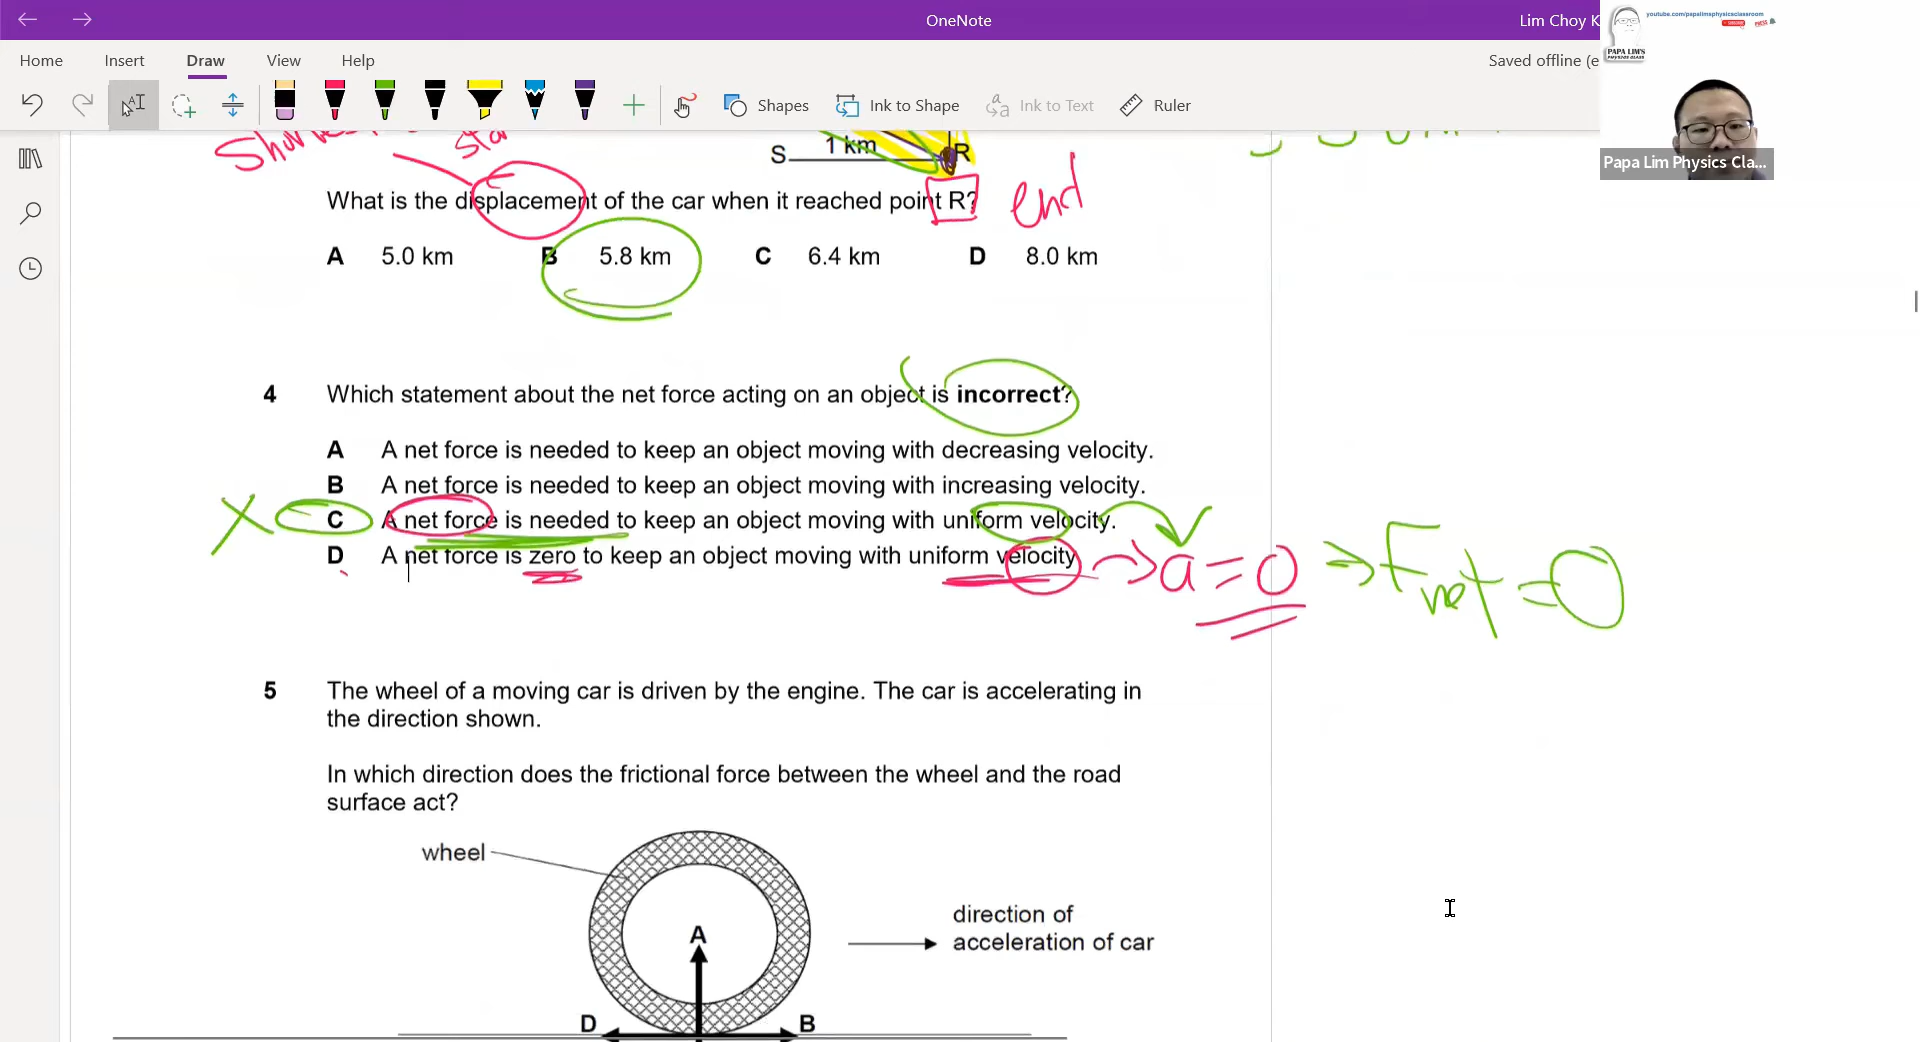 OneNote
Lim Choy K
youtube.com/papalimsphysicsclassroom
PAPA LIM'S
PHYSICS CLASS
Home Insert Draw View Help
Saved offline (e
Shapes Ink to Shape Ink to Text Ruler
Papa Lim Physics Cla...
S 1 km R
What is the displacement of the car when it reached point R?
end
A 5.0 km B 5.8 km C 6.4 km D 8.0 km
4 Which statement about the net force acting on an object is incorrect?
A A net force is needed to keep an object moving with decreasing velocity.
B A net force is needed to keep an object moving with increasing velocity.
X C A net force is needed to keep an object moving with uniform velocity.
D A net force is zero to keep an object moving with uniform velocity
a = 0 ⇒ Fnet = 0
5 The wheel of a moving car is driven by the engine. The car is accelerating in
the direction shown.
In which direction does the frictional force between the wheel and the road
surface act?
wheel
A
direction of
acceleration of car
D B